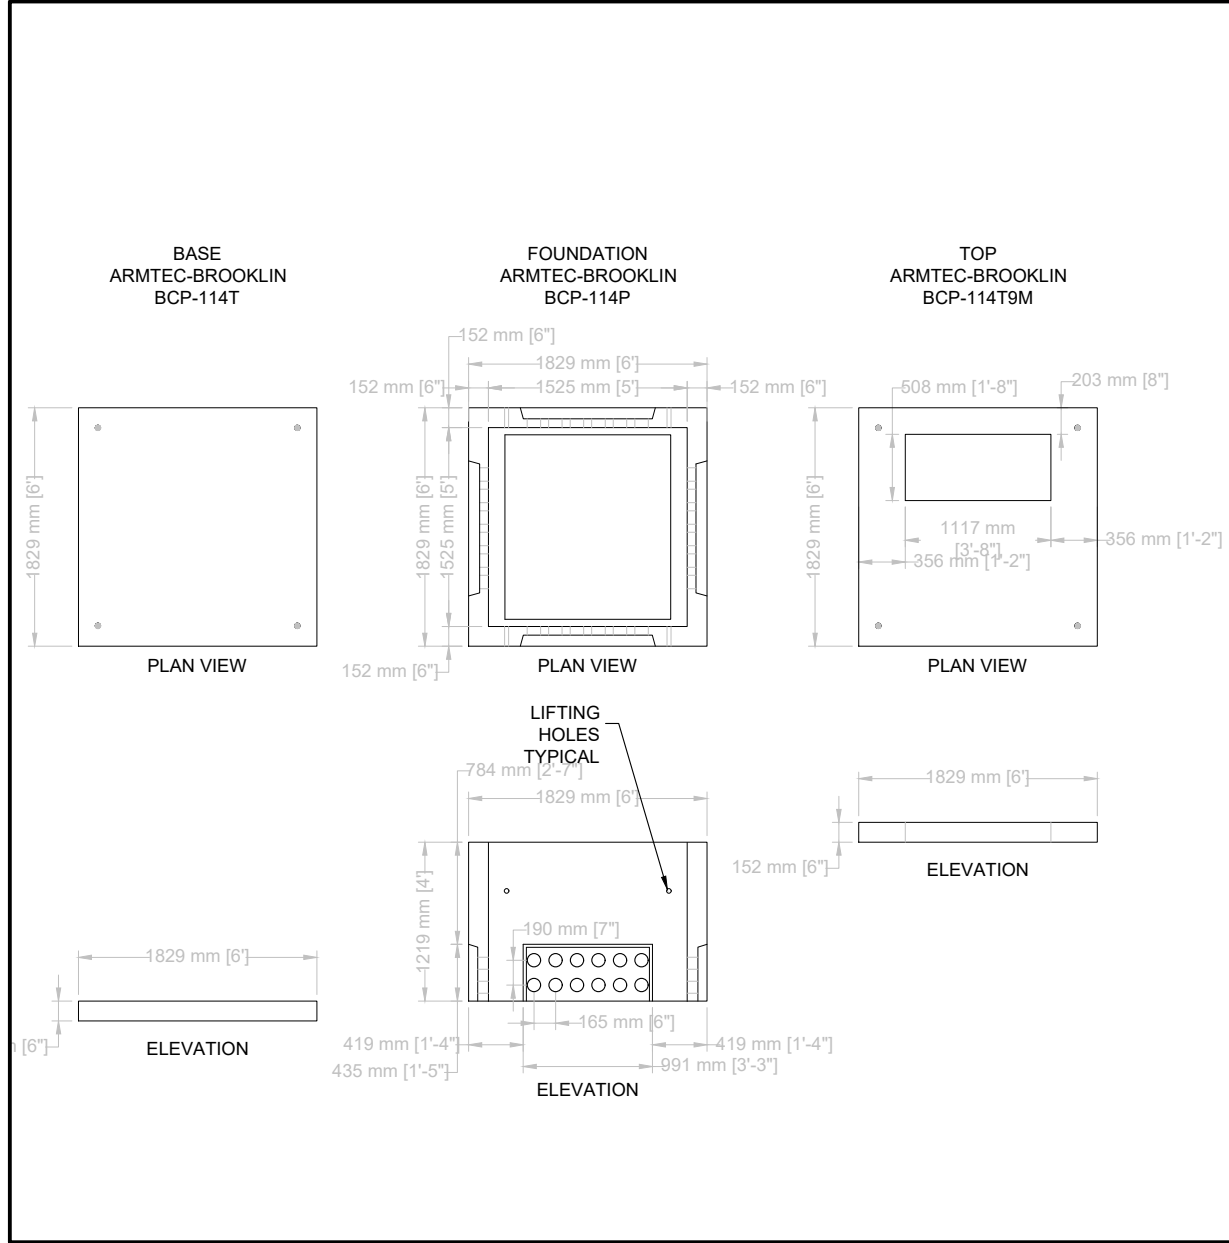 BASE
ARMTEC-BROOKLIN
BCP-114T
FOUNDATION
ARMTEC-BROOKLIN
BCP-114P
TOP
ARMTEC-BROOKLIN
BCP-114T9M
152 mm [6"]
1829 mm [6']
152 mm [6"]
1525 mm [5']
152 mm [6"]
508 mm [1'-8"]
203 mm [8"]
1829 mm [6']
1829 mm [6']
1525 mm [5']
1829 mm [6']
1117 mm
[3'-8"]
356 mm [1'-2"]
356 mm [1'-2"]
PLAN VIEW
152 mm [6"]
PLAN VIEW
PLAN VIEW
LIFTING
HOLES
TYPICAL
784 mm [2'-7"]
1829 mm [6']
1829 mm [6']
152 mm [6"]
ELEVATION
1219 mm [4']
190 mm [7"]
1829 mm [6']
165 mm [6"]
[6"]
ELEVATION
419 mm [1'-4"]
419 mm [1'-4"]
435 mm [1'-5"]
991 mm [3'-3"]
ELEVATION